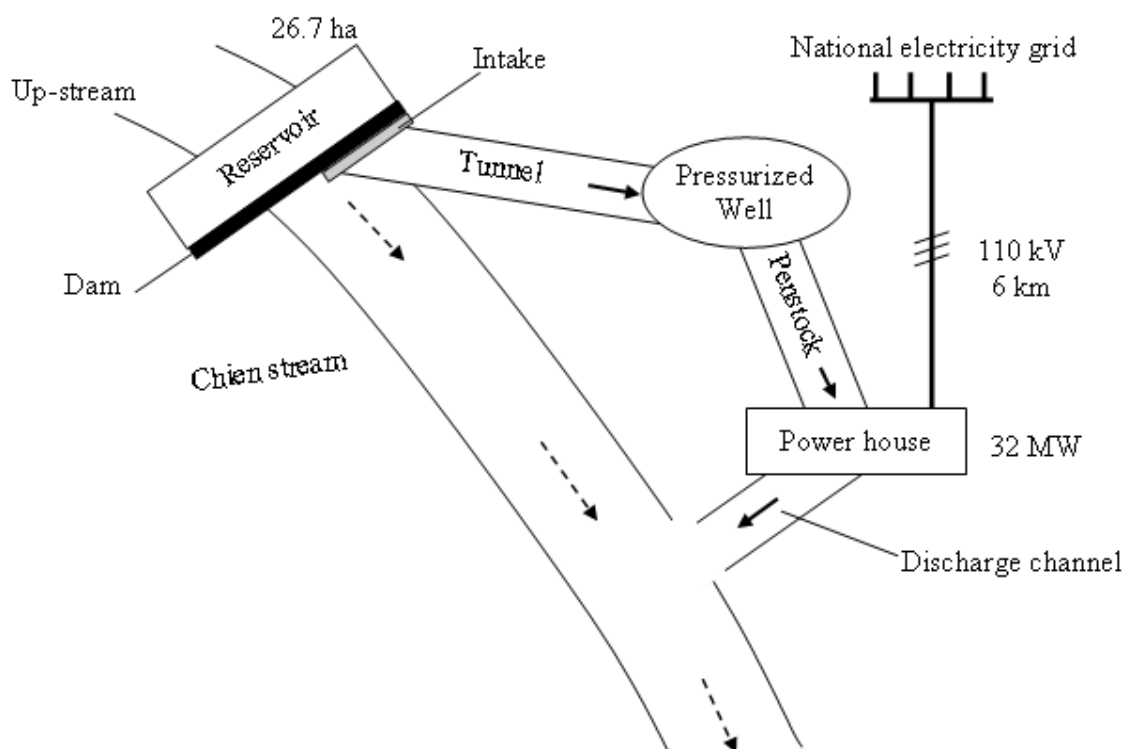 26.7 ha
Intake
National electricity grid
Up-stream
Reservoir
Tunnel
Pressurized
Well
110 kV
6 km
Dam
Penstock
Chien stream
Power house
32 MW
Discharge channel